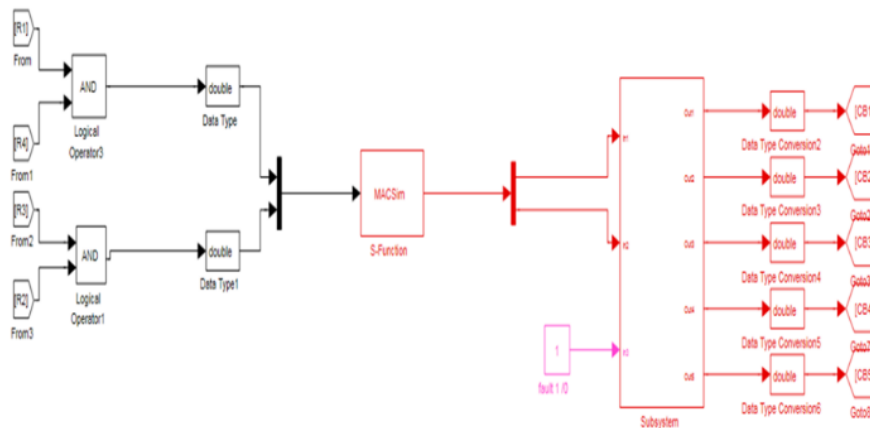 [R1]
From
AND
Logical
Operator3
double
Data Type
[R4]
From1
[R3]
From2
AND
Logical
Operator1
double
Data Type1
[R2]
From3
MACSim
S-Function
1
fault 1 /0
In1
In2
In3
Out1
Out2
Out3
Out4
Out5
Subsystem
double
Data Type Conversion2
[CB1
double
Data Type Conversion3
[CB2
double
Data Type Conversion4
[CB3
double
Data Type Conversion5
[CB4
double
Data Type Conversion6
[CB5